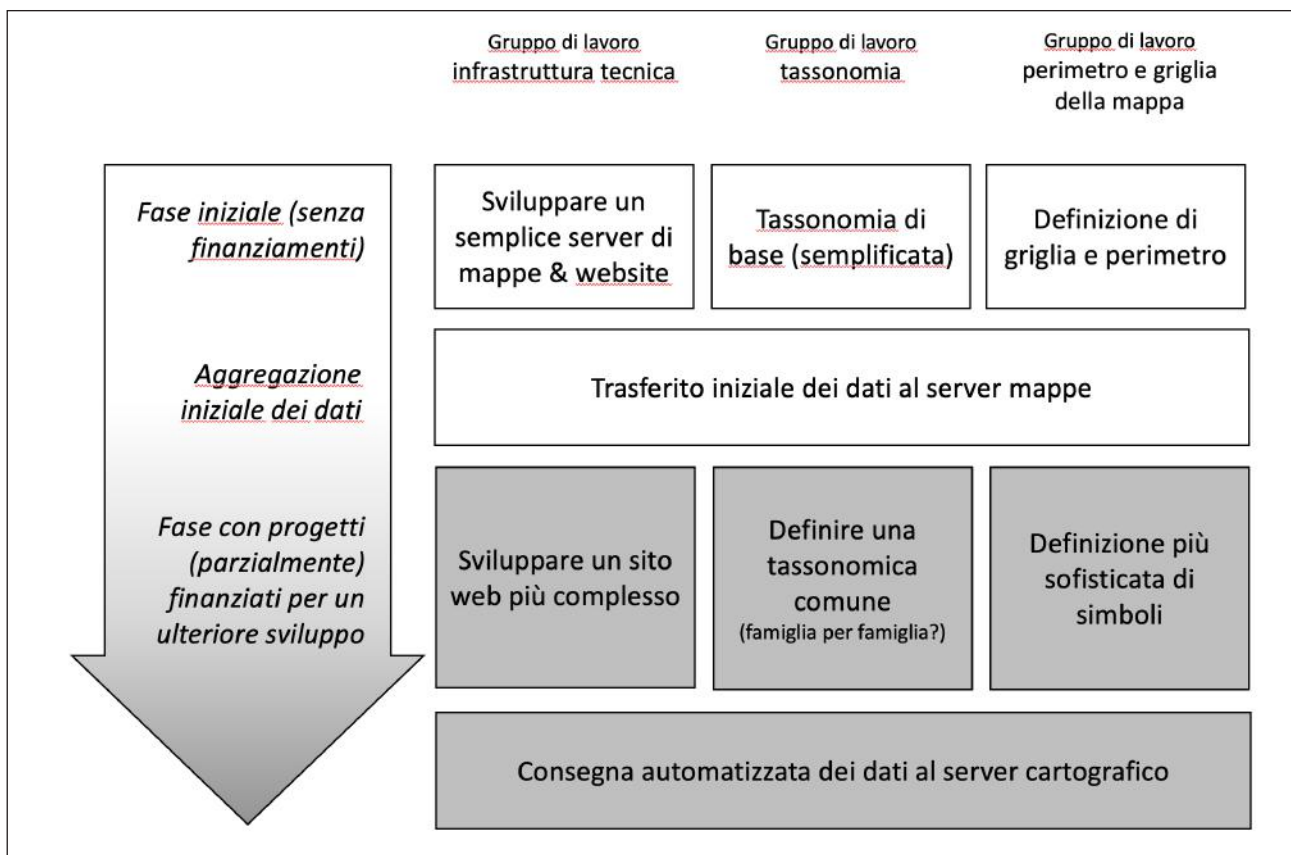 Gruppo di lavoro
infrastruttura tecnica
Gruppo di lavoro
tassonomia
Gruppo di lavoro
perimetro e griglia
della mappa
Fase iniziale (senza
finanziamenti)
Sviluppare un
semplice server di
mappe & website
Tassonomia di
base (semplificata)
Definizione di
griglia e perimetro
Aggregazione
iniziale dei dati
Trasferito iniziale dei dati al server mappe
Fase con progetti
(parzialmente)
finanziati per un
ulteriore sviluppo
Sviluppare un sito
web più complesso
Definire una
tassonomica
comune
(famiglia per famiglia?)
Definizione più
sofisticata di
simboli
Consegna automatizzata dei dati al server cartografico